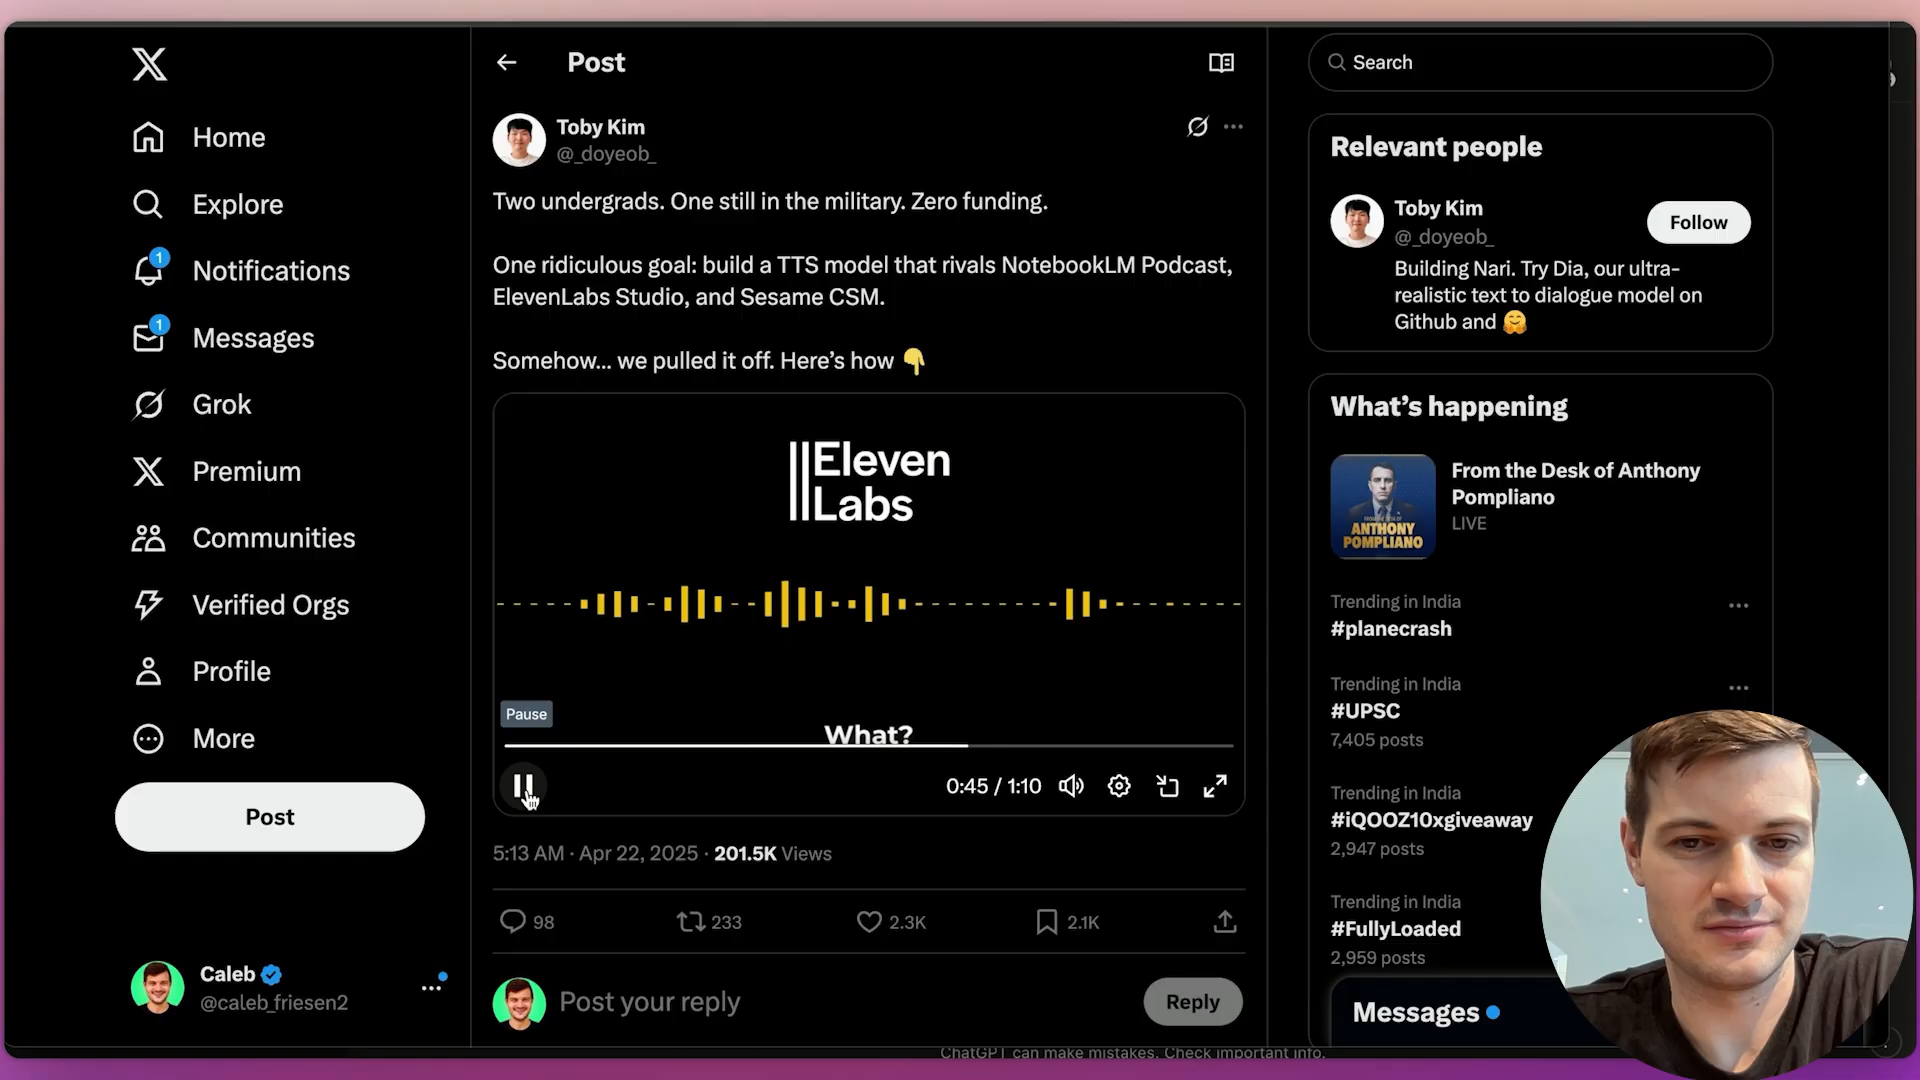 Home
Explore
1
Notifications
1
Messages
Grok
Premium
Communities
Verified Orgs
Profile
More
Post
Caleb
@caleb_friesen2
Post
Toby Kim
@_doyeob_
Two undergrads. One still in the military. Zero funding.
One ridiculous goal: build a TTS model that rivals NotebookLM Podcast,
ElevenLabs Studio, and Sesame CSM.
Somehow... we pulled it off. Here’s how 👇
Eleven
Labs
Pause
What?
0:45 / 1:10
5:13 AM · Apr 22, 2025 · 201.5K Views
98
233
2.3K
2.1K
Post your reply
Reply
ChatGPT can make mistakes. Check important info.
Search
Relevant people
Toby Kim
@_doyeob_
Follow
Building Nari. Try Dia, our ultra-
realistic text to dialogue model on
Github and 🤗
What’s happening
FROM THE DESK OF
ANTHONY
POMPLIANO
From the Desk of Anthony
Pompliano
LIVE
Trending in India
#planecrash
Trending in India
#UPSC
7,405 posts
Trending in India
#iQOOZ10xgiveaway
2,947 posts
Trending in India
#FullyLoaded
2,959 posts
Messages